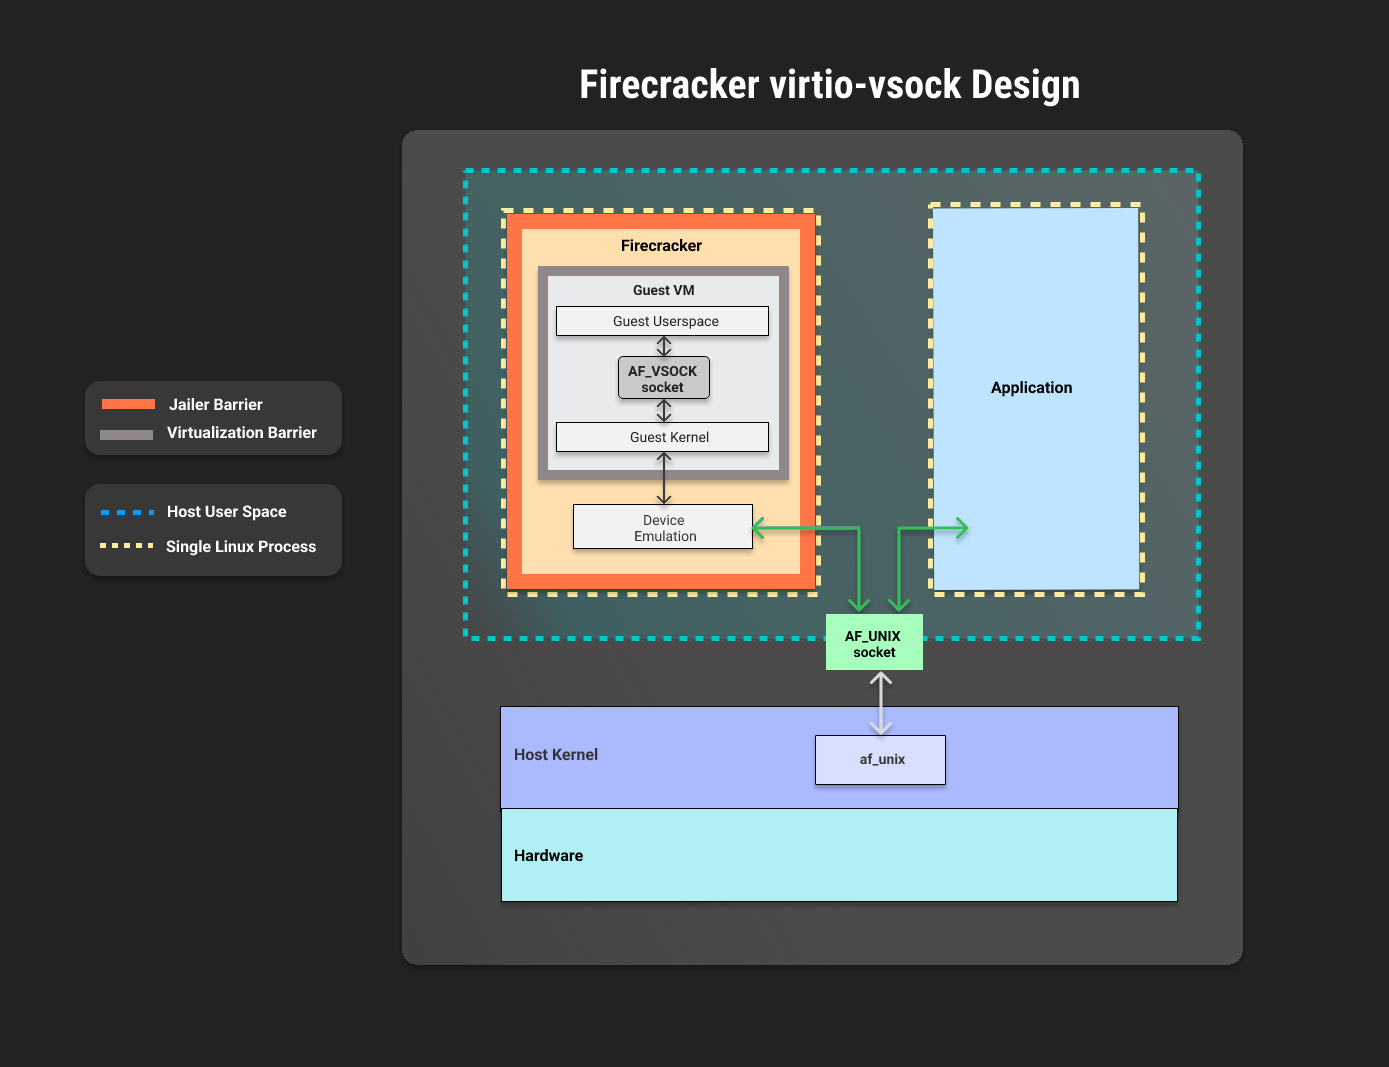 Firecracker virtio-vsock Design
Firecracker
Guest VM
Guest Userspace
AF_VSOCK
socket
Guest Kernel
Device
Emulation
Application
Jailer Barrier
Virtualization Barrier
Host User Space
Single Linux Process
AF_UNIX
socket
Host Kernel
af_unix
Hardware